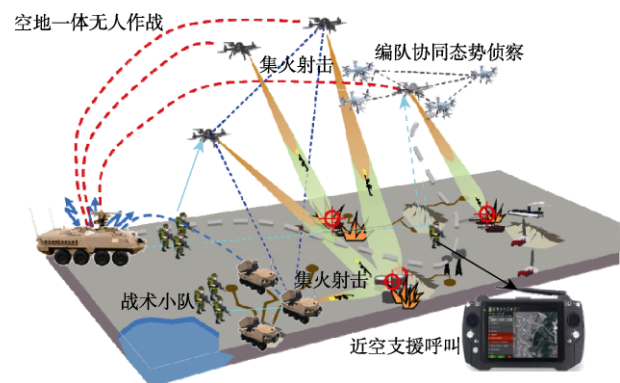 空地一体无人作战
集火射击
编队协同态势侦察
战术小队
集火射击
近空支援呼叫